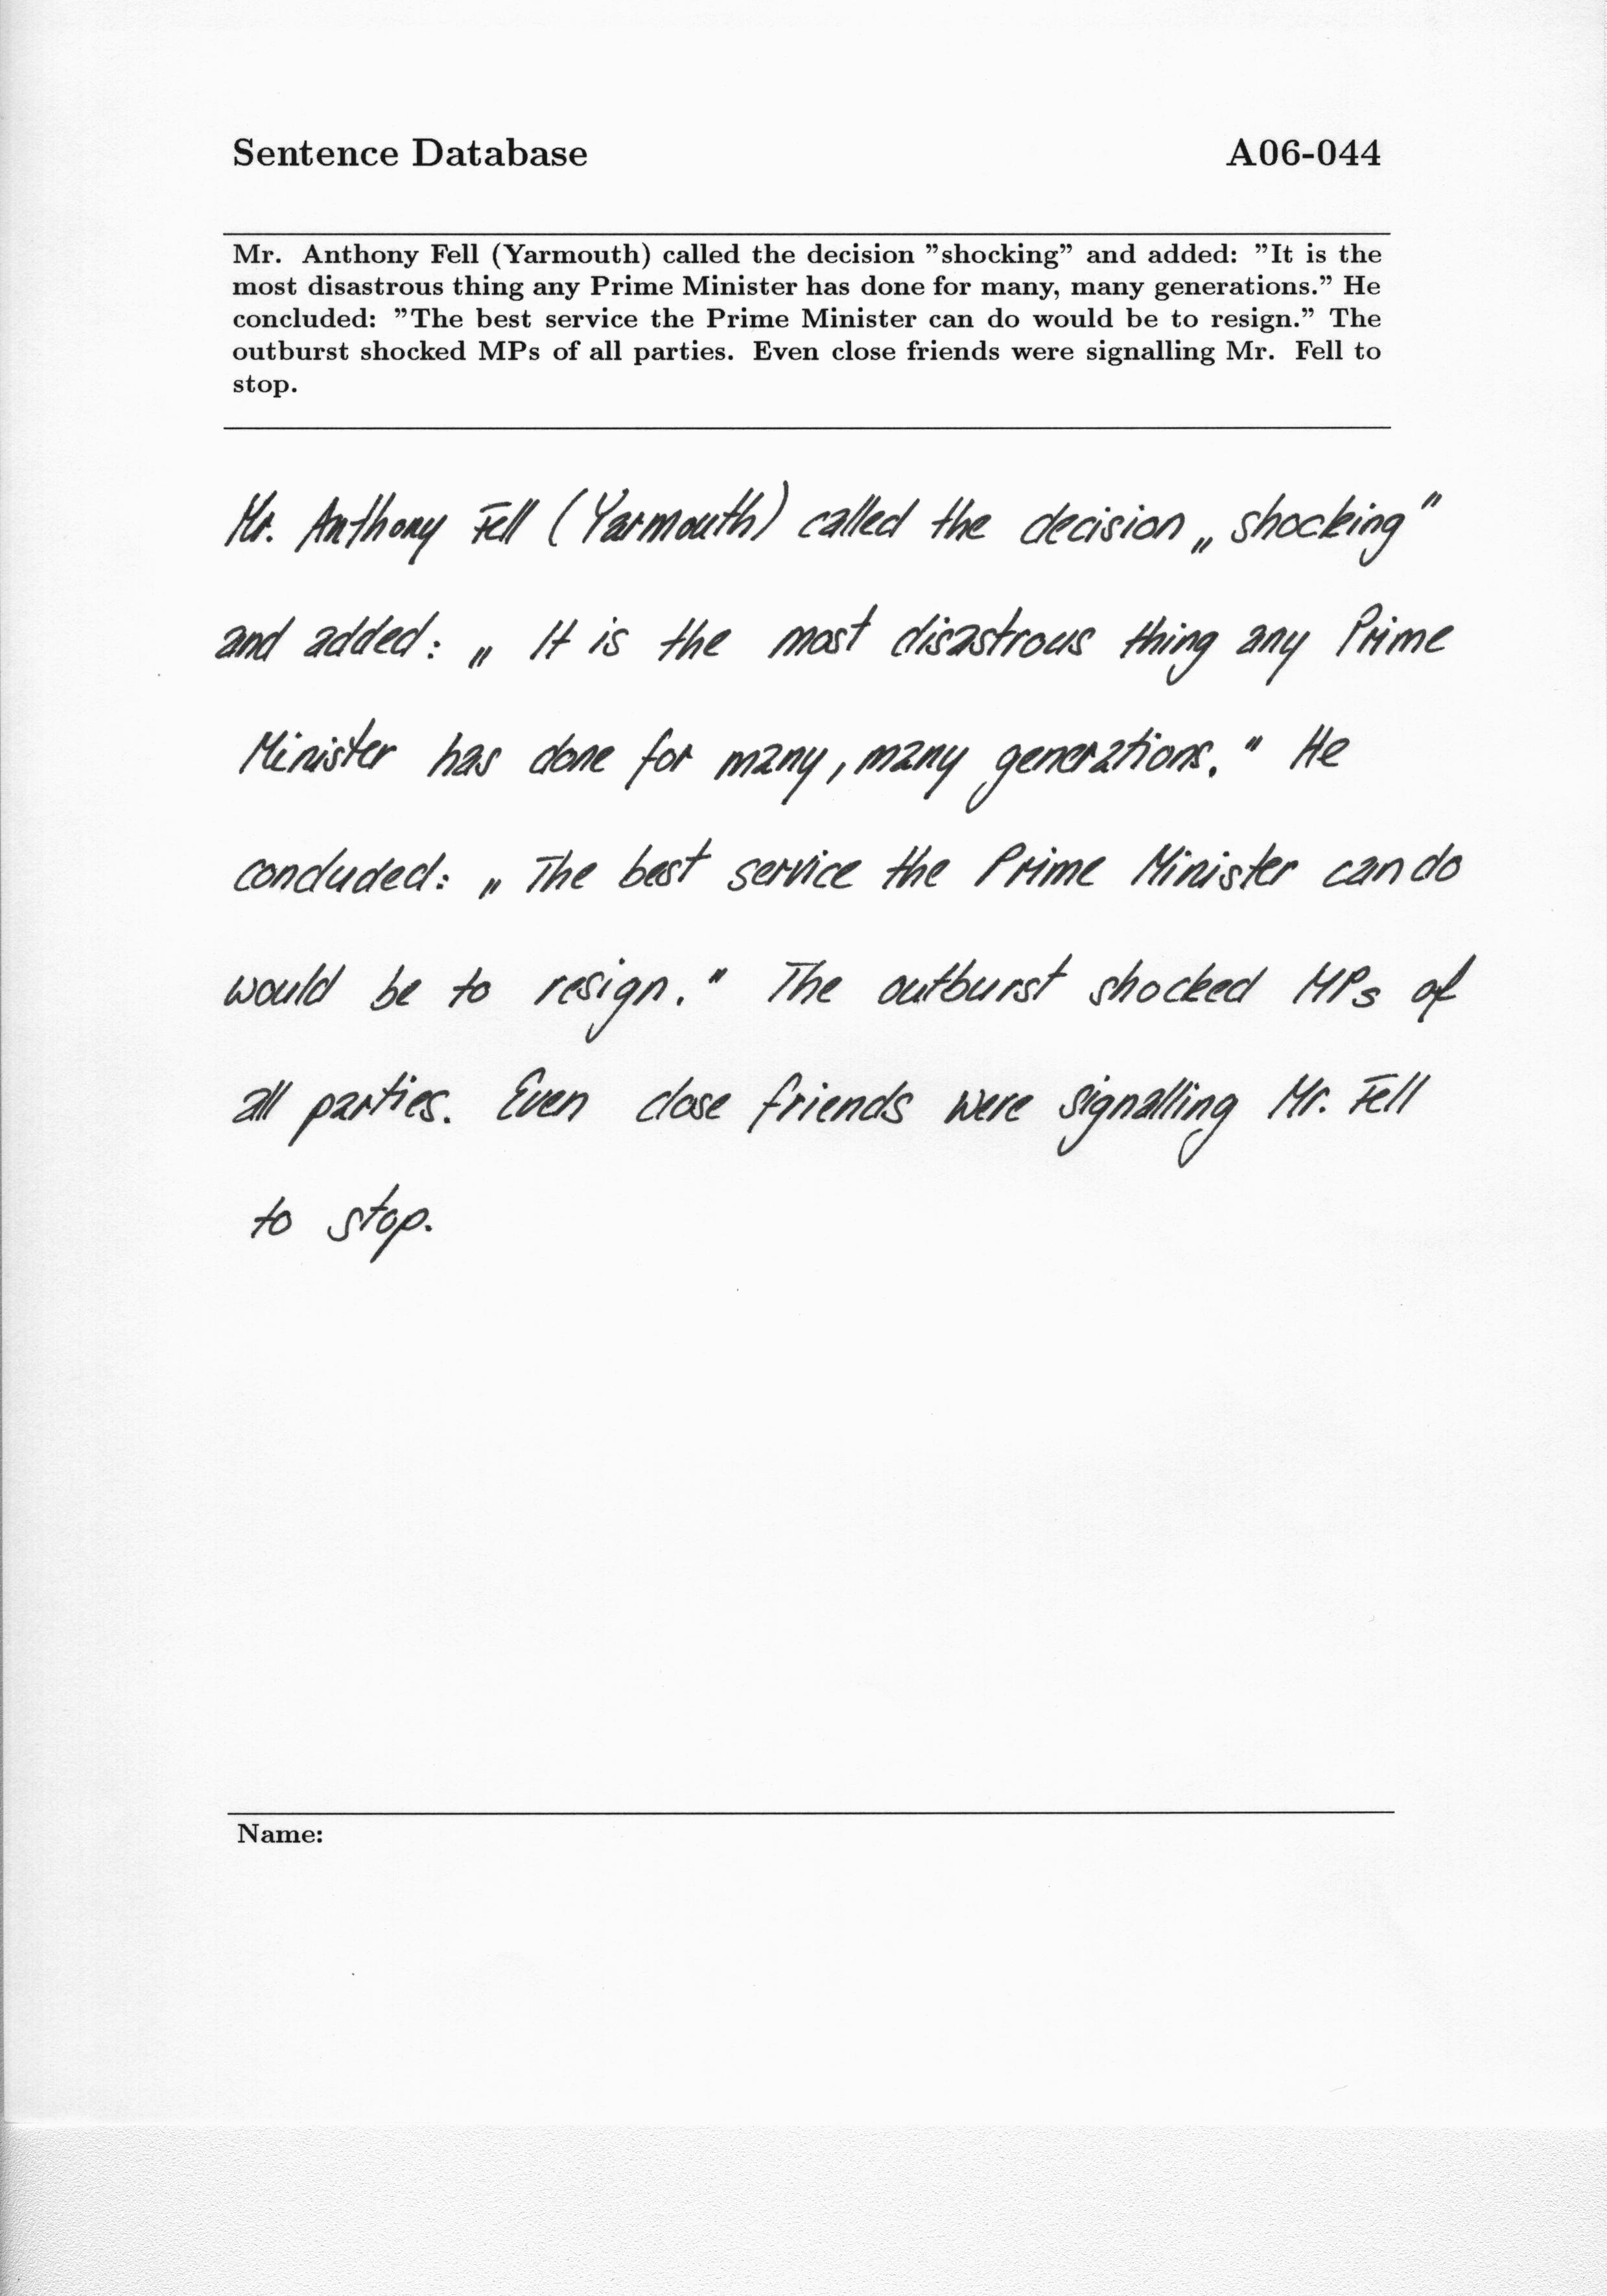 Sentence Database A06-044
Mr. Anthony Fell (Yarmouth) called the decision ”shocking” and added: ”It is the
most disastrous thing any Prime Minister has done for many, many generations.” He
concluded: ”The best service the Prime Minister can do would be to resign.” The
outburst shocked MPs of all parties. Even close friends were signalling Mr. Fell to
stop.
Mr. Anthony Fell (Yarmouth) called the decision „shocking"
and added: „ It is the most disastrous thing any Prime
Minister has done for many, many generations." He
concluded: „ The best service the Prime Minister can do
would be to resign." The outburst shocked MPs of
all parties. Even close friends were signalling Mr. Fell
to stop.
Name: